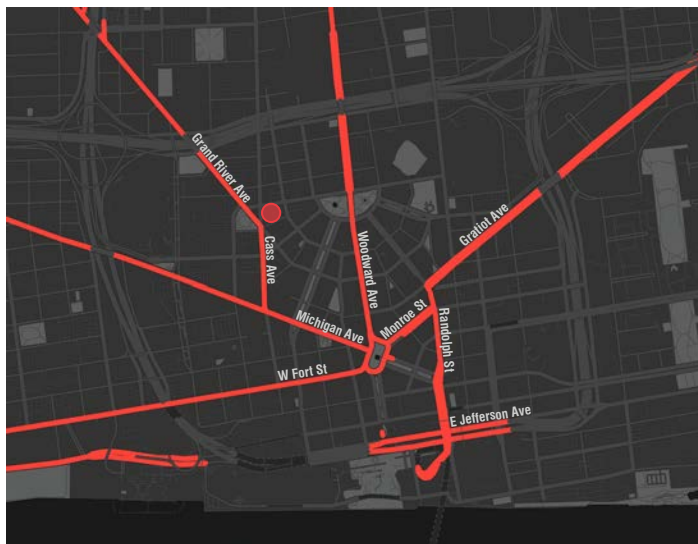 Grand River Ave
Cass Ave
Woodward Ave
Gratiot Ave
Michigan Ave
Monroe St
Randolph St
W Fort St
E Jefferson Ave